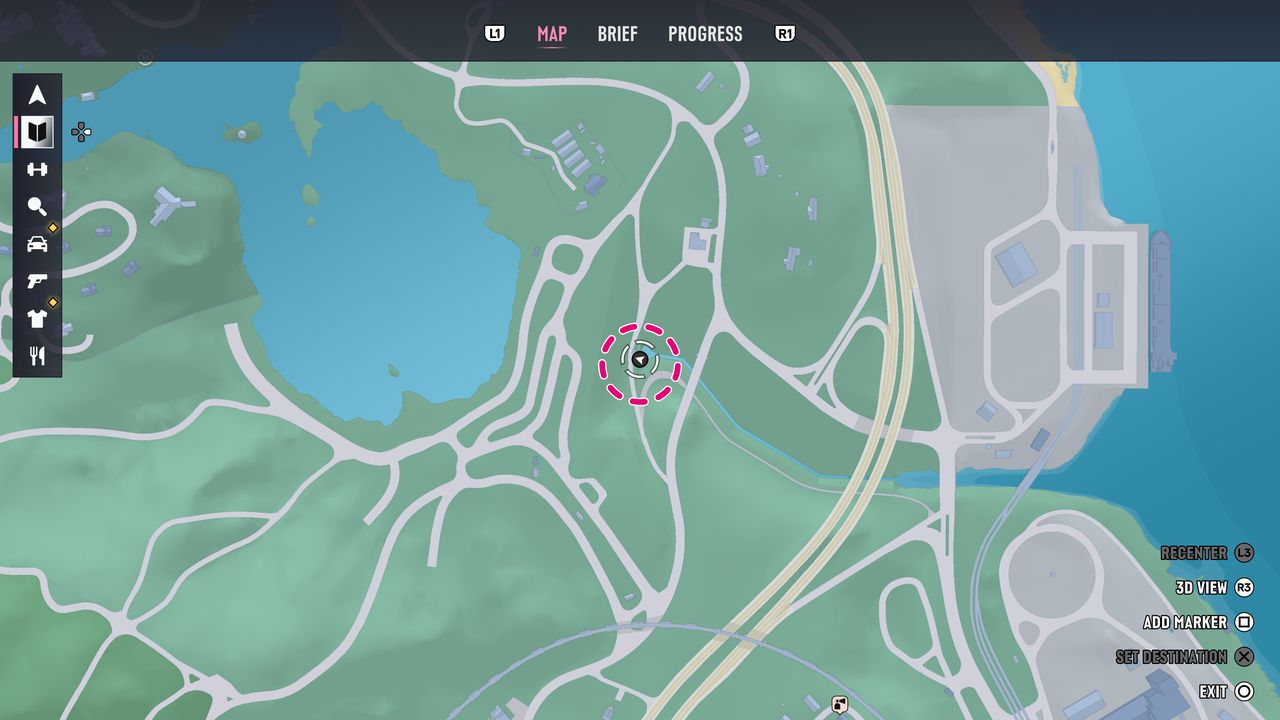 L1 MAP BRIEF PROGRESS R1
RECENTER L3
3D VIEW R3
ADD MARKER
SET DESTINATION
EXIT